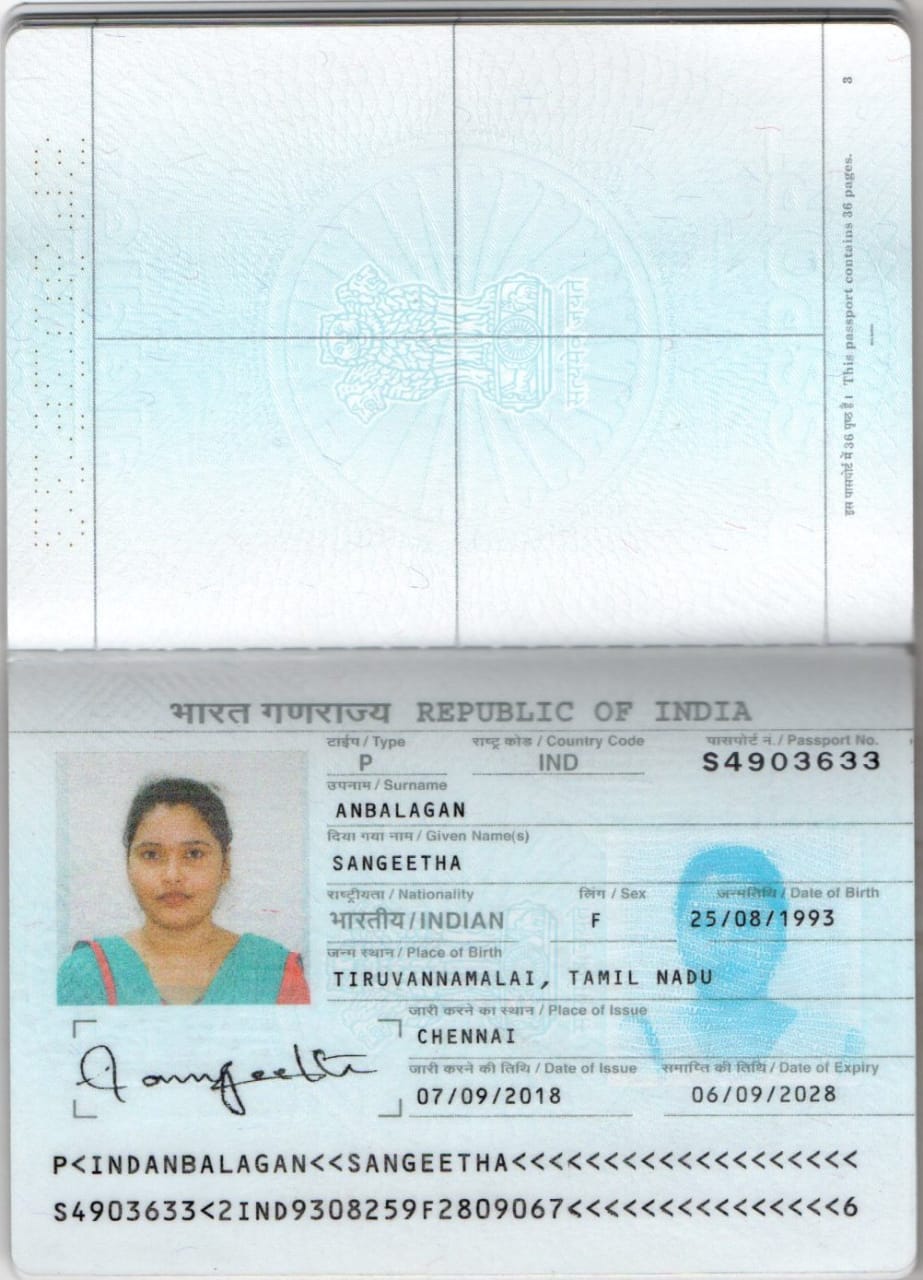 3
इस पासपोर्ट में 36 पृष्ठ हैं। This passport contains 36 pages.
सत्यमेव जयते
भारत गणराज्य REPUBLIC OF INDIA
टाईप / Type राष्ट्र कोड / Country Code पासपोर्ट नं. / Passport No.
P IND S4903633
उपनाम / Surname
ANBALAGAN
दिया गया नाम / Given Name(s)
SANGEETHA
राष्ट्रीयता / Nationality लिंग / Sex जन्मतिथि / Date of Birth
भारतीय / INDIAN F 25/08/1993
जन्म स्थान / Place of Birth
TIRUVANNAMALAI, TAMIL NADU
जारी करने का स्थान / Place of Issue
CHENNAI
जारी करने की तिथि / Date of Issue समाप्ति की तिथि / Date of Expiry
07/09/2018 06/09/2028
Sangeetha
P<INDANBALAGAN<<SANGEETHA<<<<<<<<<<<<<<<<<<<
S4903633<2IND9308259F2809067<<<<<<<<<<<<<<<6